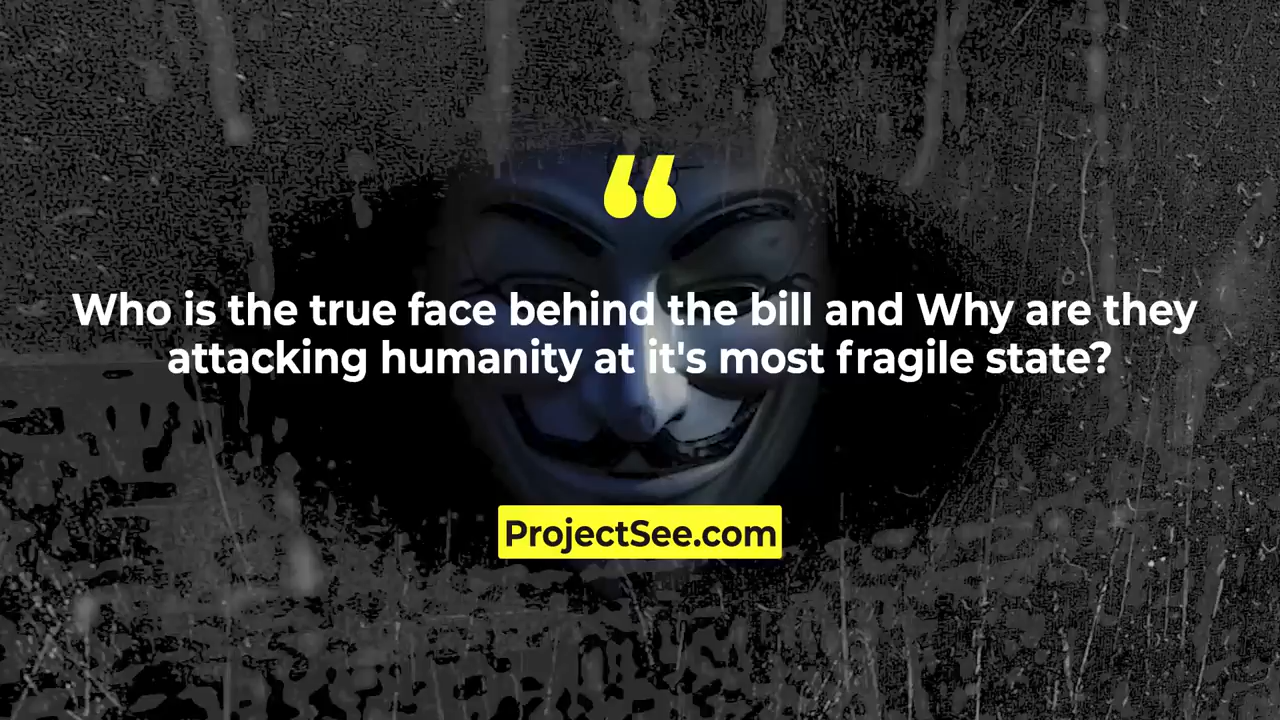 “
Who is the true face behind the bill and Why are they
attacking humanity at it's most fragile state?
ProjectSee.com